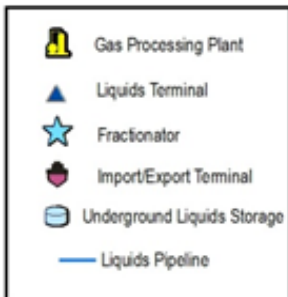 Gas Processing Plant
Liquids Terminal
Fractionator
Import/Export Terminal
Underground Liquids Storage
Liquids Pipeline